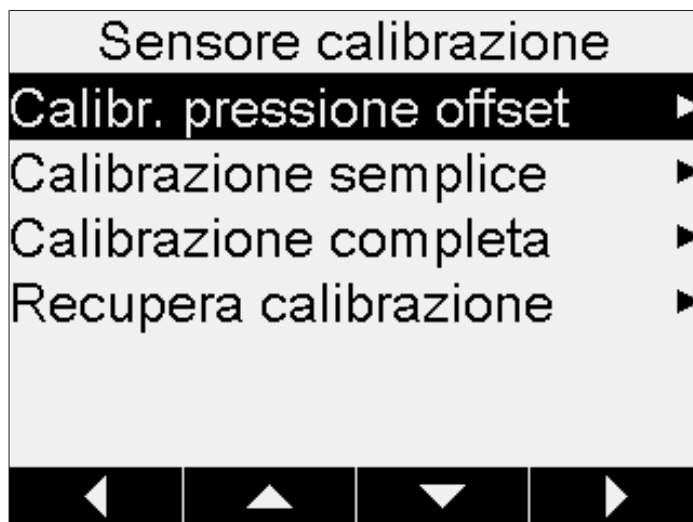 Sensore calibrazione
Calibr. pressione offset
Calibrazione semplice
Calibrazione completa
Recupera calibrazione